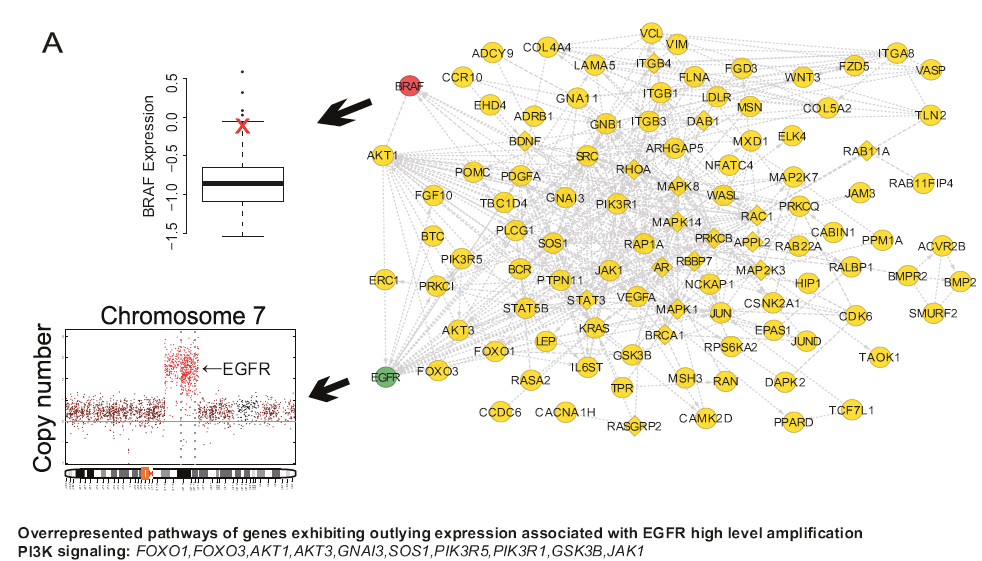 A
BRAF Expression
0.5
0.0
−0.5
−1.0
−1.5
X
Chromosome 7
Copy number
←EGFR
VCL
VIM
ADCY9
COL4A4
ITGA8
LAMA5
ITGB4
FGD3
FZD5
VASP
CCR10
FLNA
WNT3
BRAF
GNA11
ITGB1
LDLR
EHD4
MSN
COL5A2
ADRB1
GNB1
ITGB3
DAB1
TLN2
BDNF
MXD1
ELK4
AKT1
SRC
ARHGAP5
RAB11A
RHOA
NFATC4
POMC
PDGFA
MAP2K7
RAB11FIP4
MAPK8
FGF10
TBC1D4
GNAI3
PIK3R1
WASL
PRKCQ
JAM3
RAC1
MAPK14
PLCG1
CABIN1
BTC
SOS1
RAP1A
PRKCB
APPL2
RAB22A
PPM1A
ACVR2B
PIK3R5
BCR
JAK1
AR
RBBP7
MAP2K3
RALBP1
BMPR2
BMP2
ERC1
PRKCI
PTPN11
NCKAP1
HIP1
STAT5B
STAT3
VEGFA
MAPK1
JUN
CSNK2A1
CDK6
SMURF2
AKT3
KRAS
BRCA1
EPAS1
LEP
RPS6KA2
JUND
FOXO1
GSK3B
TAOK1
EGFR
FOXO3
RASA2
IL6ST
TPR
MSH3
RAN
DAPK2
CCDC6
CACNA1H
RASGRP2
CAMK2D
PPARD
TCF7L1
Overrepresented pathways of genes exhibiting outlying expression associated with EGFR high level amplification
PI3K signaling: FOXO1,FOXO3,AKT1,AKT3,GNAI3,SOS1,PIK3R5,PIK3R1,GSK3B,JAK1